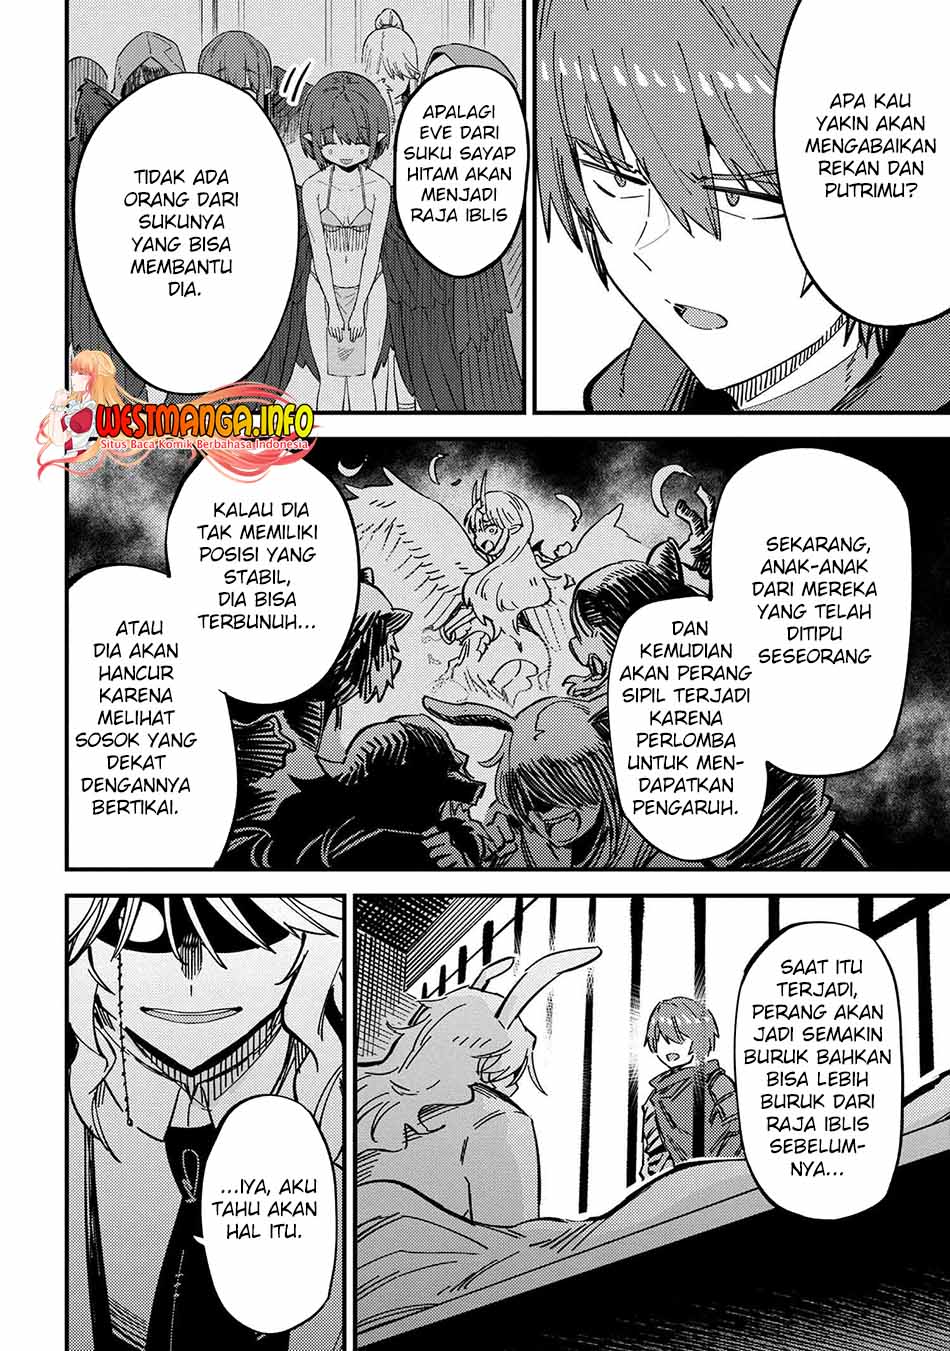 APA KAU
YAKIN AKAN
MENGABAIKAN
REKAN DAN
PUTRIMU?
APALAGI
EVE DARI
SUKU SAYAP
HITAM AKAN
MENJADI
RAJA IBLIS
TIDAK ADA
ORANG DARI
SUKUNYA
YANG BISA
MEMBANTU
DIA.
WESTMANGA.INFO
Situs Baca Komik Berbahasa Indonesia
SEKARANG,
ANAK-ANAK
DARI MEREKA
YANG TELAH
DITIPU
SESEORANG
DAN
KEMUDIAN
AKAN PERANG
SIPIL TERJADI
KARENA
PERLOMBA
UNTUK MEN-
DAPATKAN
PENGARUH.
KALAU DIA
TAK MEMILIKI
POSISI YANG
STABIL,
DIA BISA
TERBUNUH...
ATAU
DIA AKAN
HANCUR
KARENA
MELIHAT
SOSOK YANG
DEKAT
DENGANNYA
BERTIKAI.
SAAT ITU
TERJADI,
PERANG AKAN
JADI SEMAKIN
BURUK BAHKAN
BISA LEBIH
BURUK DARI
RAJA IBLIS
SEBELUM-
NYA...
...IYA, AKU
TAHU AKAN
HAL ITU.